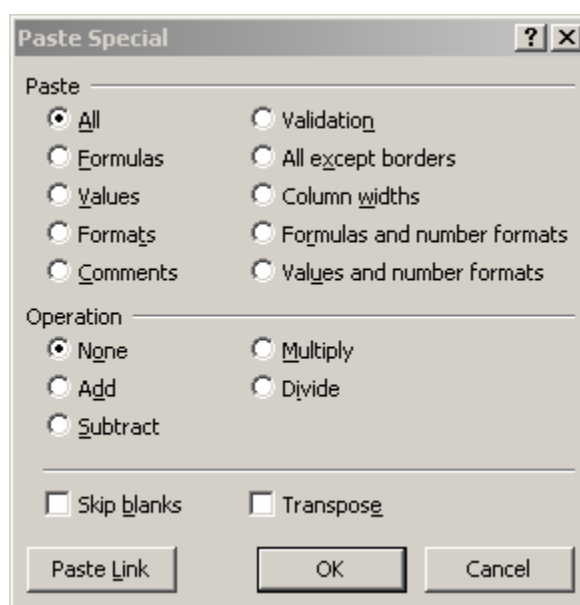 Paste Special ? X
Paste
All Validation
Formulas All except borders
Values Column widths
Formats Formulas and number formats
Comments Values and number formats
Operation
None Multiply
Add Divide
Subtract
Skip blanks Transpose
Paste Link OK Cancel